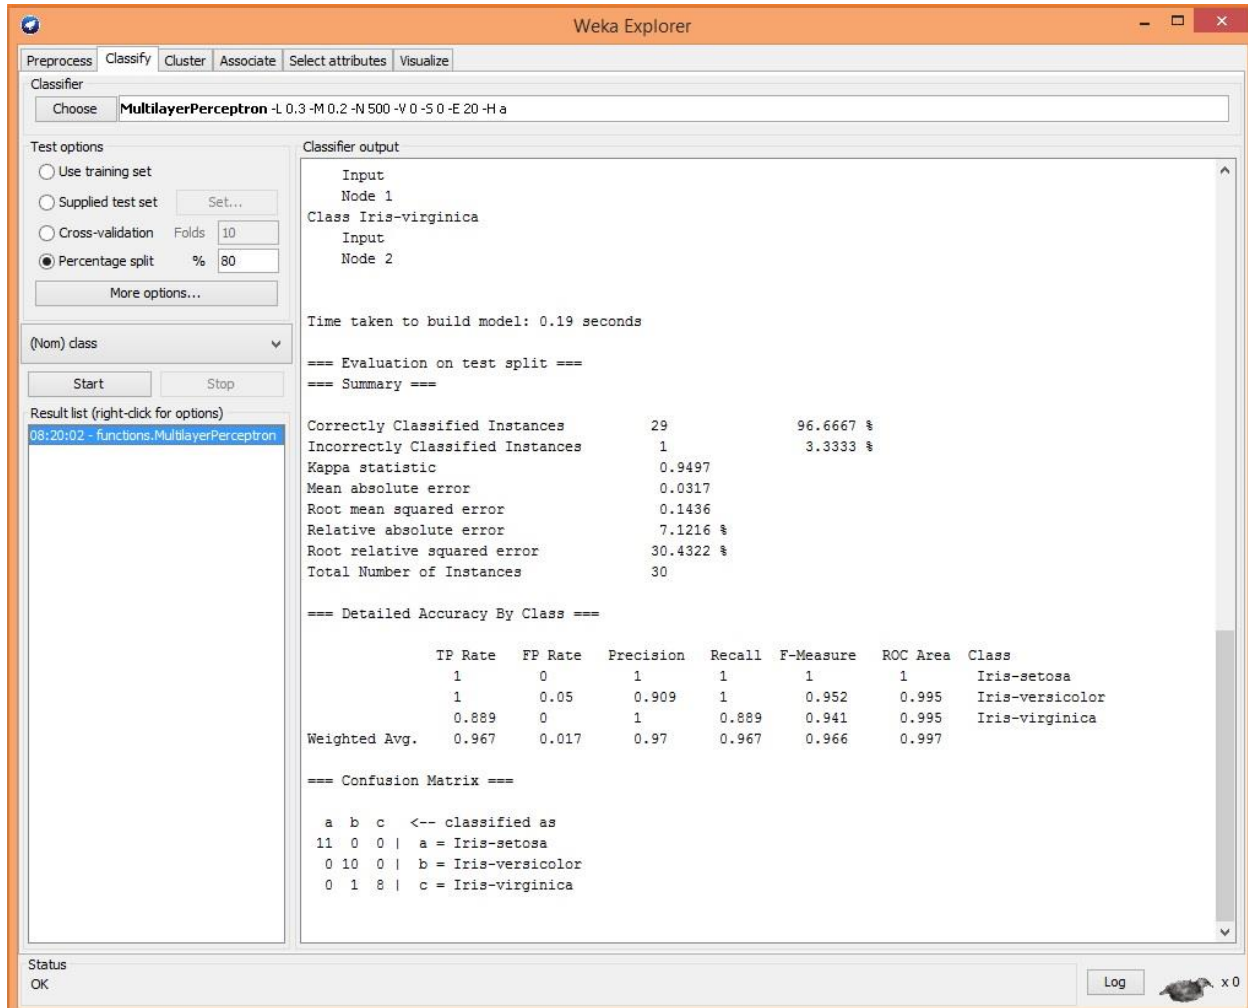 Weka Explorer
Preprocess Classify Cluster Associate Select attributes Visualize
Classifier
Choose MultilayerPerceptron -L 0.3 -M 0.2 -N 500 -V 0 -S 0 -E 20 -H a
Test options
Use training set
Supplied test set Set...
Cross-validation Folds 10
Percentage split % 80
More options...
(Nom) class
Start Stop
Result list (right-click for options)
08:20:02 - functions.MultilayerPerceptron
Classifier output
Input
Node 1
Class Iris-virginica
Input
Node 2
Time taken to build model: 0.19 seconds
=== Evaluation on test split ===
=== Summary ===
Correctly Classified Instances 29 96.6667 %
Incorrectly Classified Instances 1 3.3333 %
Kappa statistic 0.9497
Mean absolute error 0.0317
Root mean squared error 0.1436
Relative absolute error 7.1216 %
Root relative squared error 30.4322 %
Total Number of Instances 30
=== Detailed Accuracy By Class ===
TP Rate FP Rate Precision Recall F-Measure ROC Area Class
1 0 1 1 1 1 Iris-setosa
1 0.05 0.909 1 0.952 0.995 Iris-versicolor
0.889 0 1 0.889 0.941 0.995 Iris-virginica
Weighted Avg. 0.967 0.017 0.97 0.967 0.966 0.997
=== Confusion Matrix ===
a b c <-- classified as
11 0 0 | a = Iris-setosa
0 10 0 | b = Iris-versicolor
0 1 8 | c = Iris-virginica
Status
OK
Log x 0